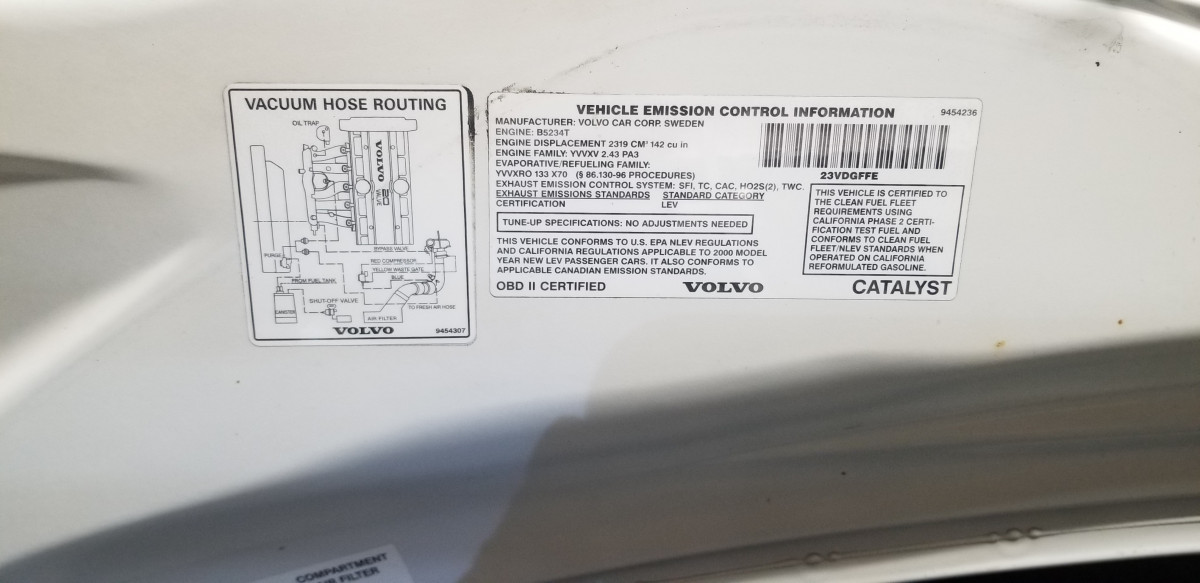 VACUUM HOSE ROUTING
OIL TRAP
VOLVO
BYPASS VALVE
PURGE
RED COMPRESSOR
YELLOW WASTE GATE
BLUE
FROM FUEL TANK
SHUT-OFF VALVE
CANISTER
TO FRESH AIR HOSE
AIR FILTER
VOLVO
9454307
VEHICLE EMISSION CONTROL INFORMATION
9454236
MANUFACTURER: VOLVO CAR CORP. SWEDEN
ENGINE: B5234T
ENGINE DISPLACEMENT 2319 CM³ 142 cu in
ENGINE FAMILY: YVVXV 2.43 PA3
EVAPORATIVE/REFUELING FAMILY:
YVVXRO 133 X70 (§ 86.130-96 PROCEDURES)
EXHAUST EMISSION CONTROL SYSTEM: SFI, TC, CAC, HO2S(2), TWC.
EXHAUST EMISSIONS STANDARDS STANDARD CATEGORY
CERTIFICATION LEV
TUNE-UP SPECIFICATIONS: NO ADJUSTMENTS NEEDED
THIS VEHICLE CONFORMS TO U.S. EPA NLEV REGULATIONS
AND CALIFORNIA REGULATIONS APPLICABLE TO 2000 MODEL
YEAR NEW LEV PASSENGER CARS. IT ALSO CONFORMS TO
APPLICABLE CANADIAN EMISSION STANDARDS.
OBD II CERTIFIED
VOLVO
23VDGFFE
THIS VEHICLE IS CERTIFIED TO
THE CLEAN FUEL FLEET
REQUIREMENTS USING
CALIFORNIA PHASE 2 CERTI-
FICATION TEST FUEL AND
CONFORMS TO CLEAN FUEL
FLEET/NLEV STANDARDS WHEN
OPERATED ON CALIFORNIA
REFORMULATED GASOLINE.
CATALYST
COMPARTMENT
FILTER